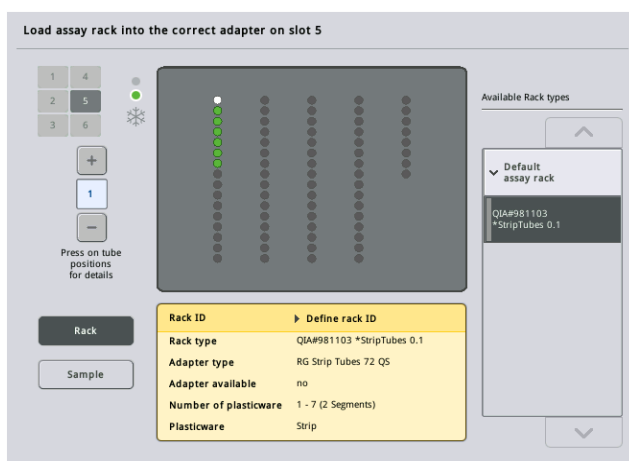 Load assay rack into the correct adapter on slot 5
1 4
2 5
3 6
+
1
−
Press on tube
positions
for details
Rack
Sample
Rack ID Define rack ID
Rack type QIA#981103 *StripTubes 0.1
Adapter type RG Strip Tubes 72 QS
Adapter available no
Number of plasticware 1 - 7 (2 Segments)
Plasticware Strip
Available Rack types
Default
assay rack
QIA#981103
*StripTubes 0.1